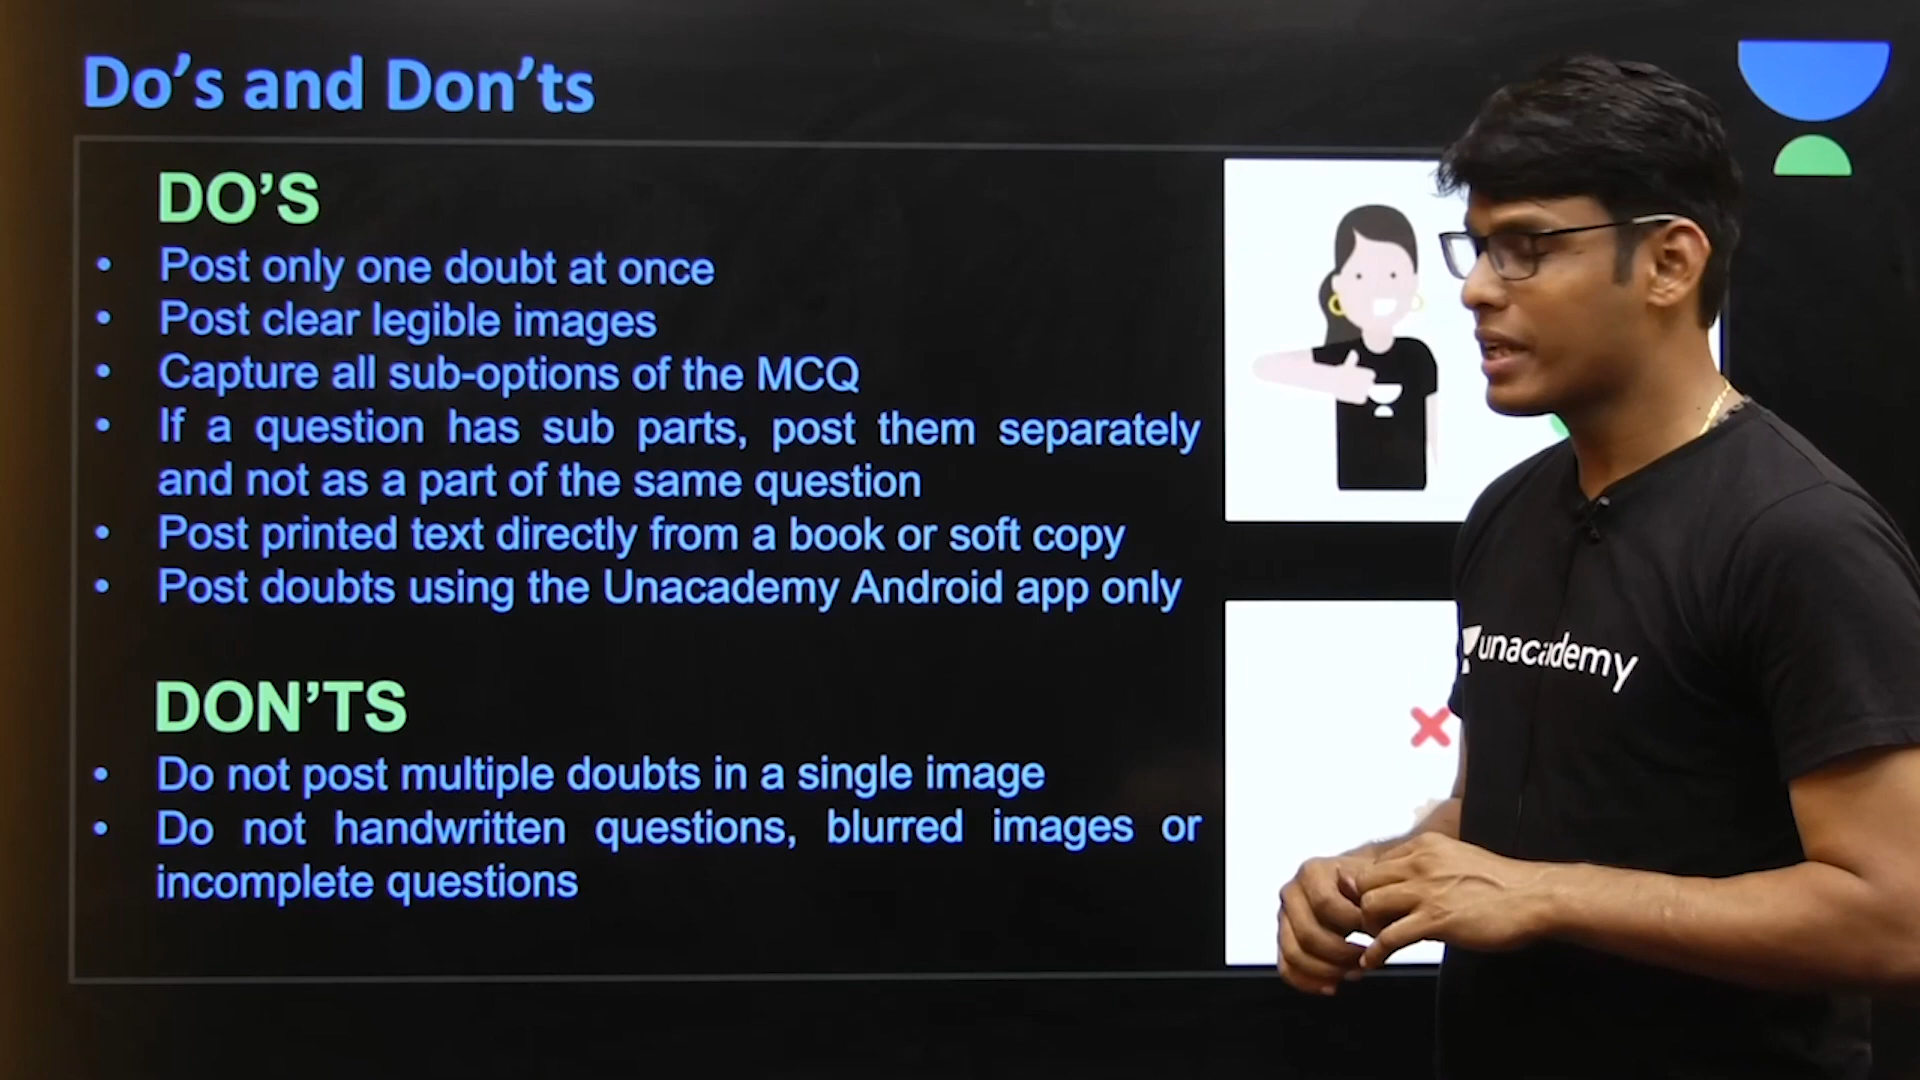 Do’s and Don’ts
DO’S
• Post only one doubt at once
• Post clear legible images
• Capture all sub-options of the MCQ
• If a question has sub parts, post them separately
and not as a part of the same question
• Post printed text directly from a book or soft copy
• Post doubts using the Unacademy Android app only
DON’TS
• Do not post multiple doubts in a single image
• Do not handwritten questions, blurred images or
incomplete questions
unacademy